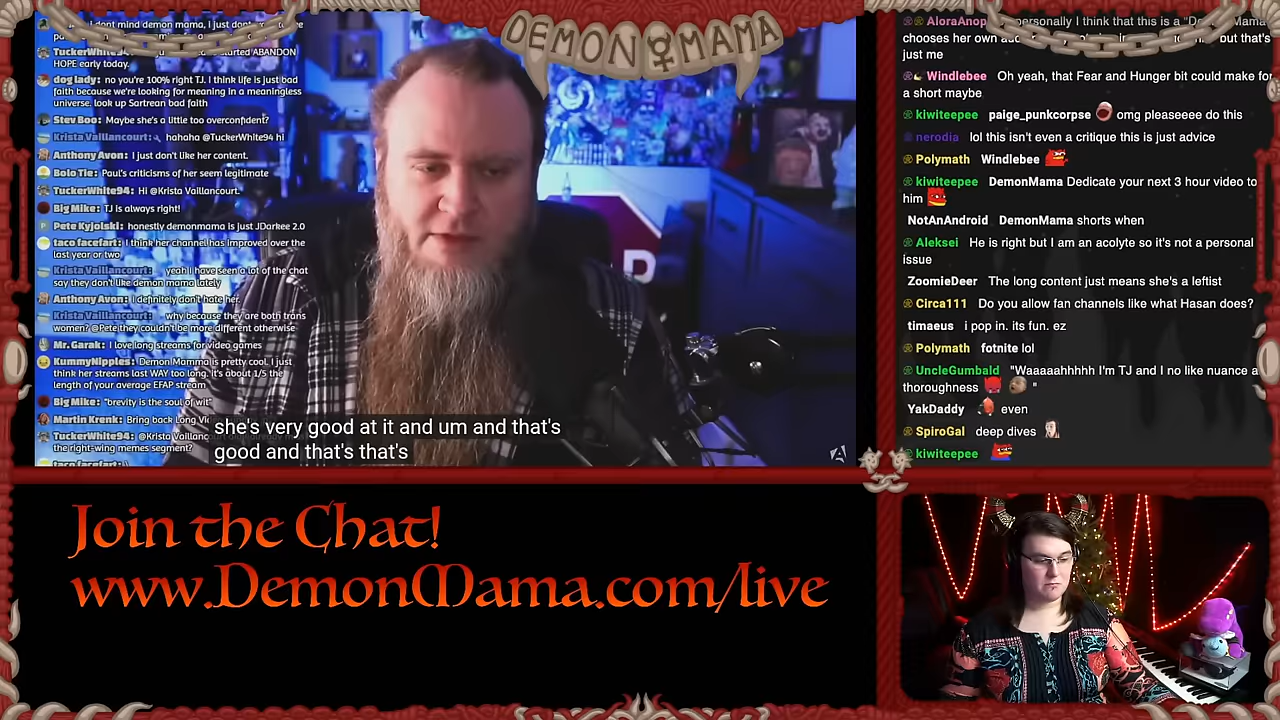 DEMON MAMA
dont mind demon mama, I just don
TuckerWhite94: started ABANDON
HOPE early today.
dog lady: no you're 100% right TJ. I think life is just bad
faith because we're looking for meaning in a meaningless
universe. look up Sartrean bad faith
Stev Boo: Maybe she's a little too overconfident?
Krista Vaillancourt: hahaha @TuckerWhite94 hi
Anthony Avon: I just don't like her content.
Bolo Tie: Paul's criticisms of her seem legitimate
TuckerWhite94: Hi @Krista Vaillancourt.
Big Mike: TJ is always right!
Pete Kyjolski: honestly demonmama is just JDarkee 2.0
taco facefart: I think her channel has improved over the
last year or two
Krista Vaillancourt: yeah i have seen a lot of the chat
say they don't like demon mama lately
Anthony Avon: I definitely don't hate her.
Krista Vaillancourt: why because they are both trans
women? @Pete they couldn't be more different otherwise
Mr. Garak: I love long streams for video games
KummyNipples: Demon Mamma is pretty cool. I just
think her streams last WAY too long. it's about 1/5 the
length of your average EFAP stream
Big Mike: "brevity is the soul of wit"
Martin Krenk: Bring back Long
TuckerWhite94: @Krista Vaillanc
the right-wing memes segment?
taco facefart:
she's very good at it and um and that's
good and that's that's
AloraAnop personally I think that this is a "De Mama
chooses her own but that's
just me
Windlebee Oh yeah, that Fear and Hunger bit could make for
a short maybe
kiwiteepee paige_punkcorpse omg pleaseeee do this
nerodia lol this isn't even a critique this is just advice
Polymath Windlebee
kiwiteepee DemonMama Dedicate your next 3 hour video to
him
NotAnAndroid DemonMama shorts when
Aleksei He is right but I am an acolyte so it's not a personal
issue
ZoomieDeer The long content just means she's a leftist
Circa111 Do you allow fan channels like what Hasan does?
timaeus i pop in. its fun. ez
Polymath fotnite lol
UncleGumbald "Waaaaahhhhh I'm TJ and I no like nuance a
thoroughness "
YakDaddy even
SpiroGal deep dives
kiwiteepee
Join the Chat!
www.DemonMama.com/live